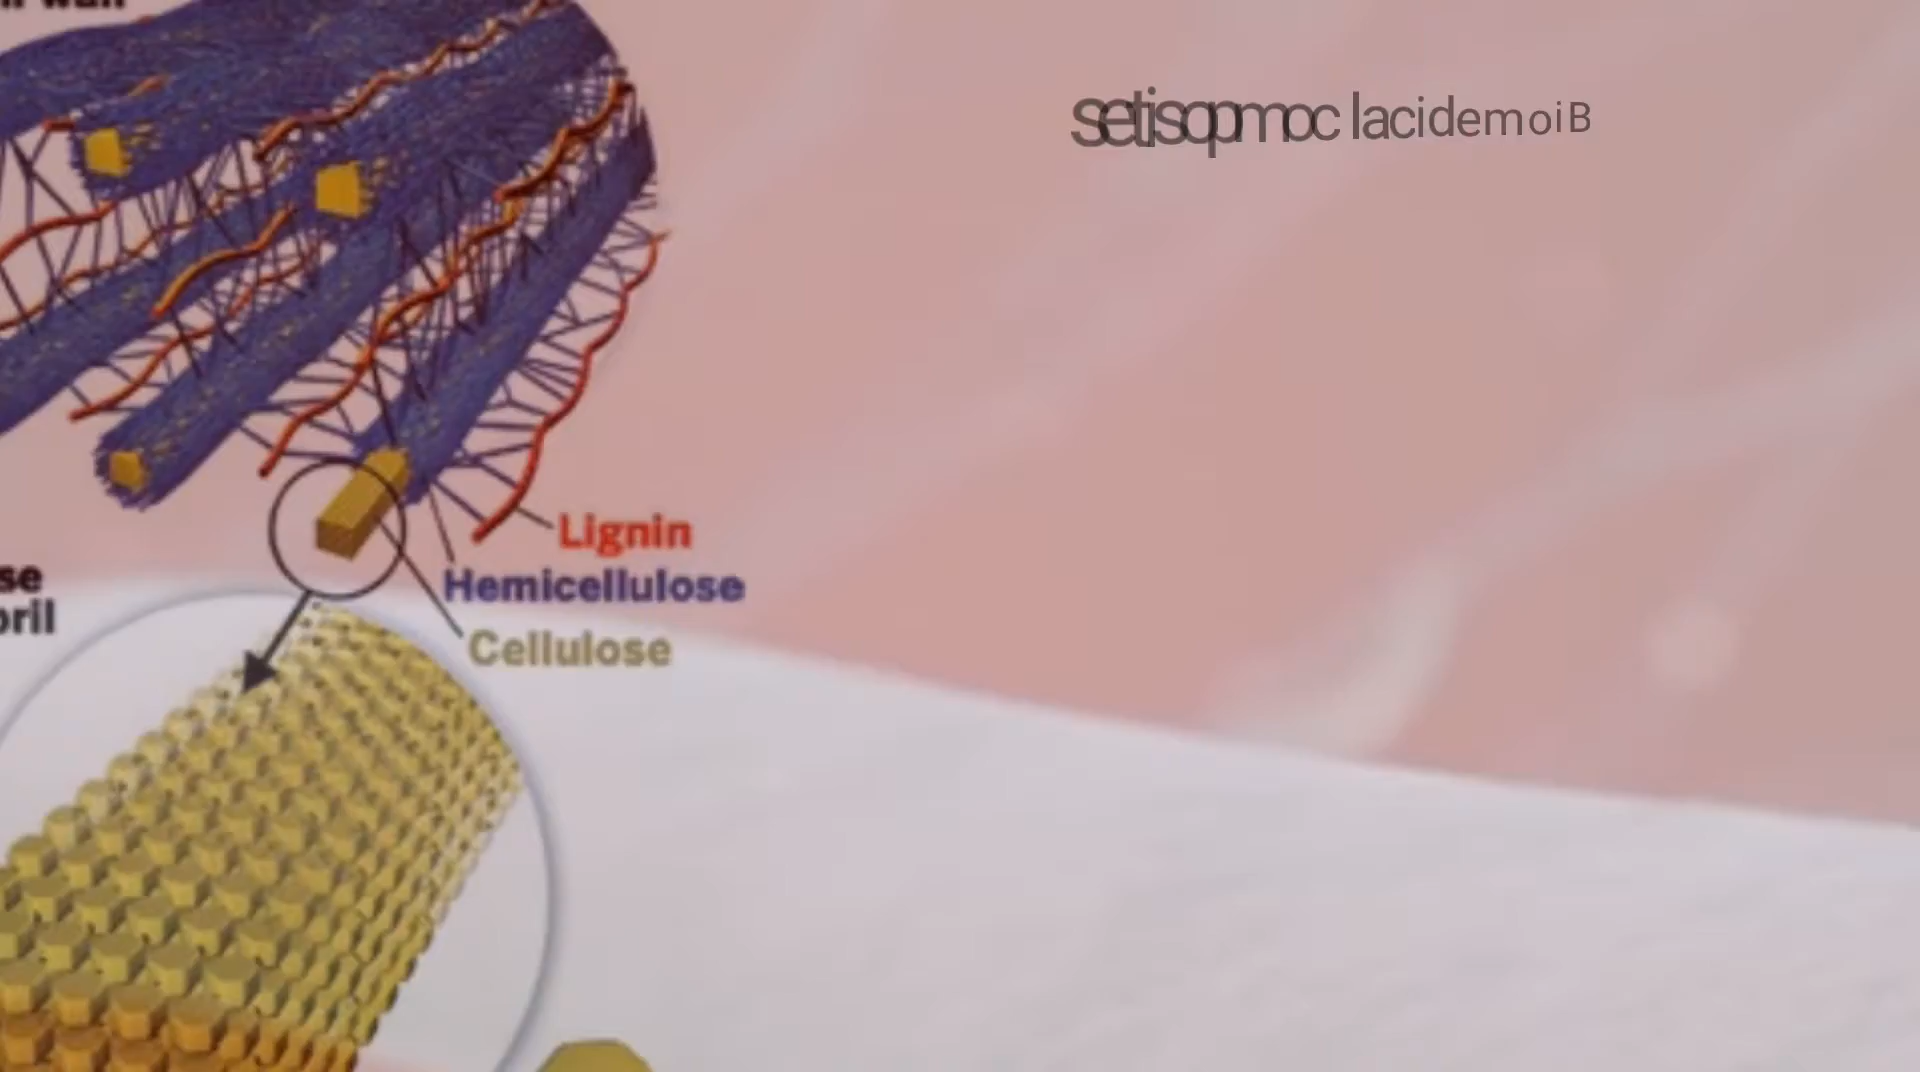 setisopmoc lacidemoiB
Lignin
Hemicellulose
Cellulose